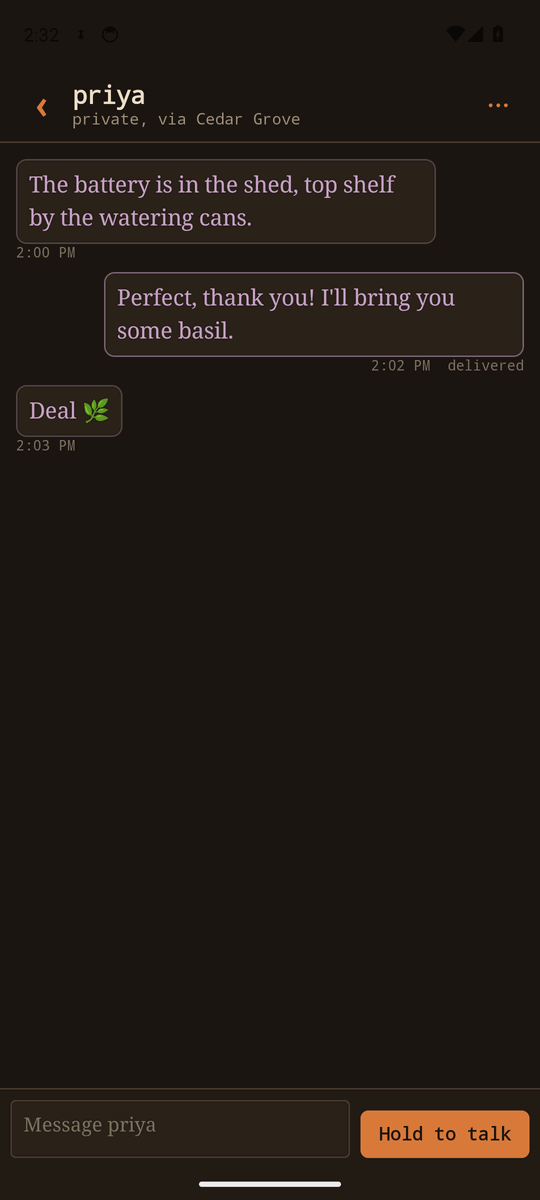 2:32
priya
private, via Cedar Grove
The battery is in the shed, top shelf
by the watering cans.
2:00 PM
Perfect, thank you! I'll bring you
some basil.
2:02 PM delivered
Deal 🌿
2:03 PM
Message priya
Hold to talk